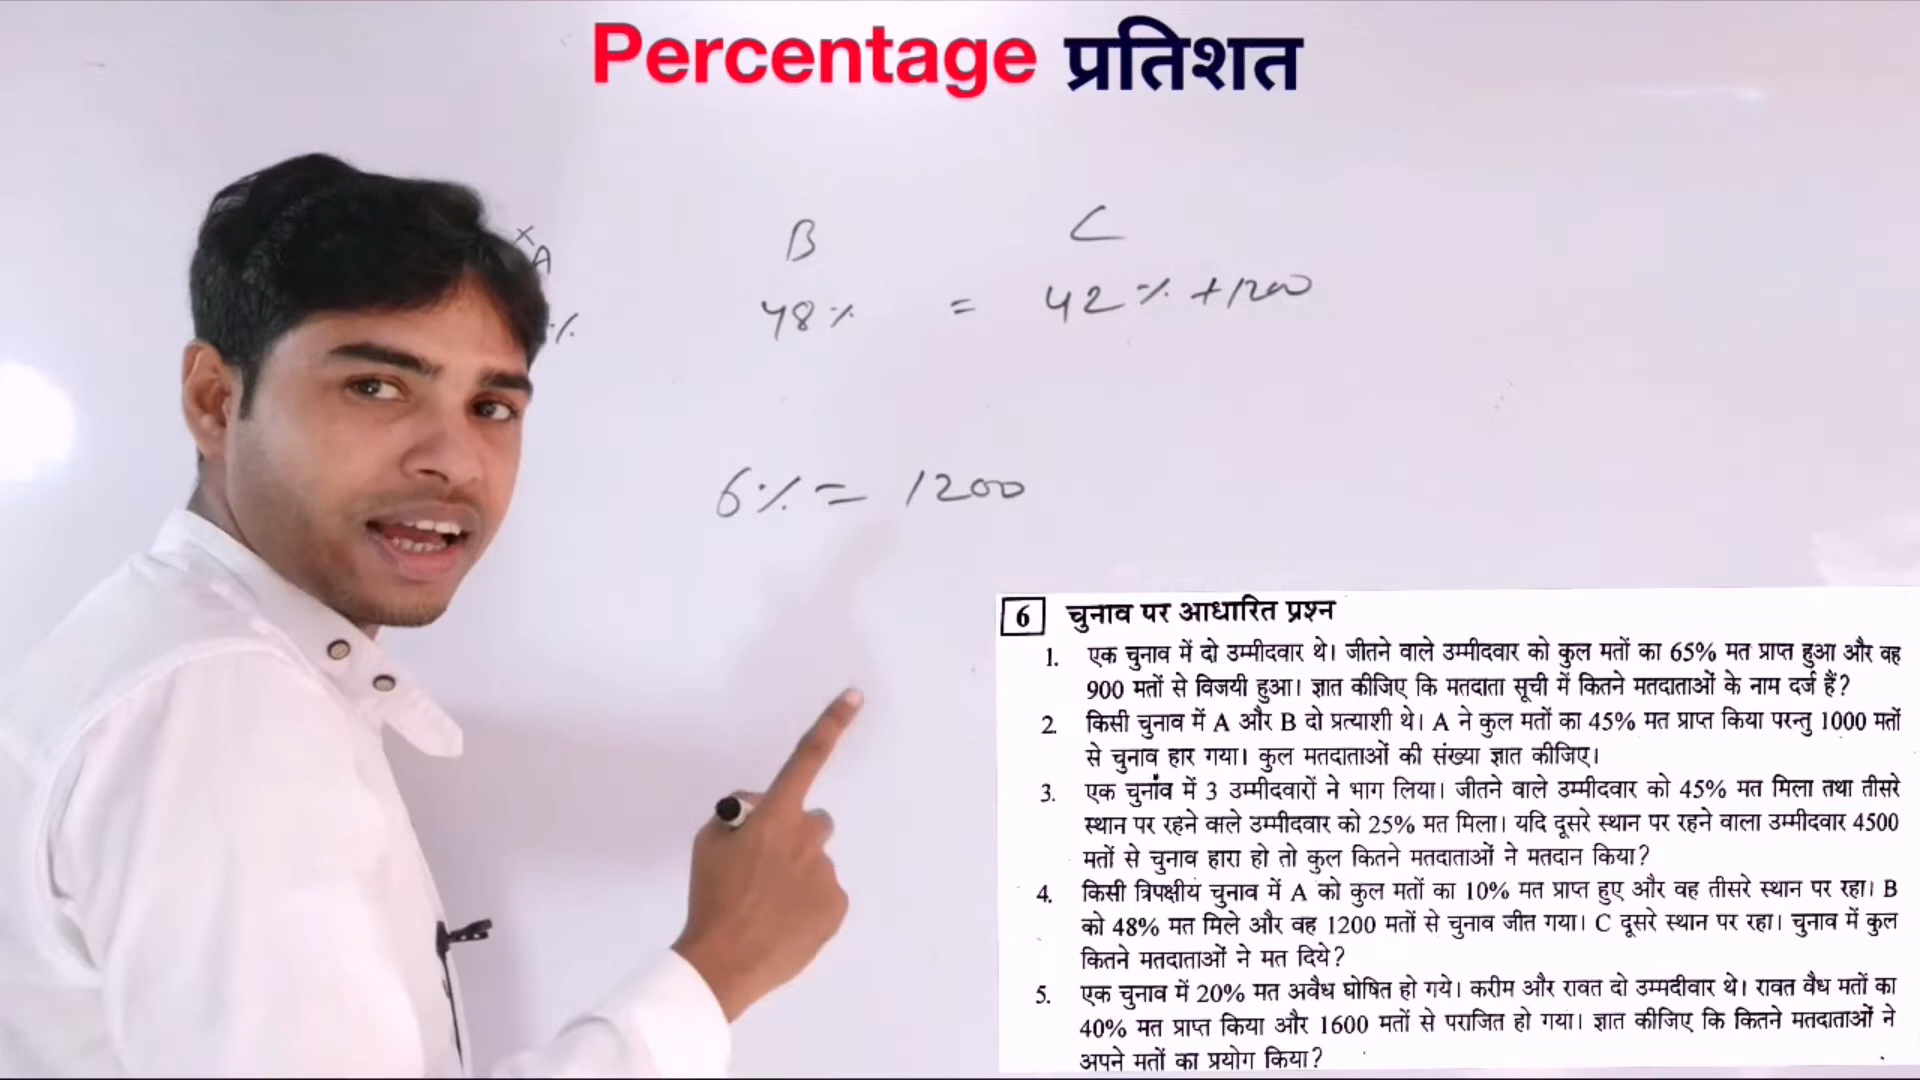 Percentage प्रतिशत
A B C
48% = 42% + 1200
6% = 1200
6 चुनाव पर आधारित प्रश्न
1. एक चुनाव में दो उम्मीदवार थे। जीतने वाले उम्मीदवार को कुल मतों का 65% मत प्राप्त हुआ और वह
900 मतों से विजयी हुआ। ज्ञात कीजिए कि मतदाता सूची में कितने मतदाताओं के नाम दर्ज हैं?
2. किसी चुनाव में A और B दो प्रत्याशी थे। A ने कुल मतों का 45% मत प्राप्त किया परन्तु 1000 मतों
से चुनाव हार गया। कुल मतदाताओं की संख्या ज्ञात कीजिए।
3. एक चुनाव में 3 उम्मीदवारों ने भाग लिया। जीतने वाले उम्मीदवार को 45% मत मिला तथा तीसरे
स्थान पर रहने वाले उम्मीदवार को 25% मत मिला। यदि दूसरे स्थान पर रहने वाला उम्मीदवार 4500
मतों से चुनाव हारा हो तो कुल कितने मतदाताओं ने मतदान किया?
4. किसी त्रिपक्षीय चुनाव में A को कुल मतों का 10% मत प्राप्त हुए और वह तीसरे स्थान पर रहा। B
को 48% मत मिले और वह 1200 मतों से चुनाव जीत गया। C दूसरे स्थान पर रहा। चुनाव में कुल
कितने मतदाताओं ने मत दिये?
5. एक चुनाव में 20% मत अवैध घोषित हो गये। करीम और रावत दो उम्मदीवार थे। रावत वैध मतों का
40% मत प्राप्त किया और 1600 मतों से पराजित हो गया। ज्ञात कीजिए कि कितने मतदाताओं ने
अपने मतों का प्रयोग किया?